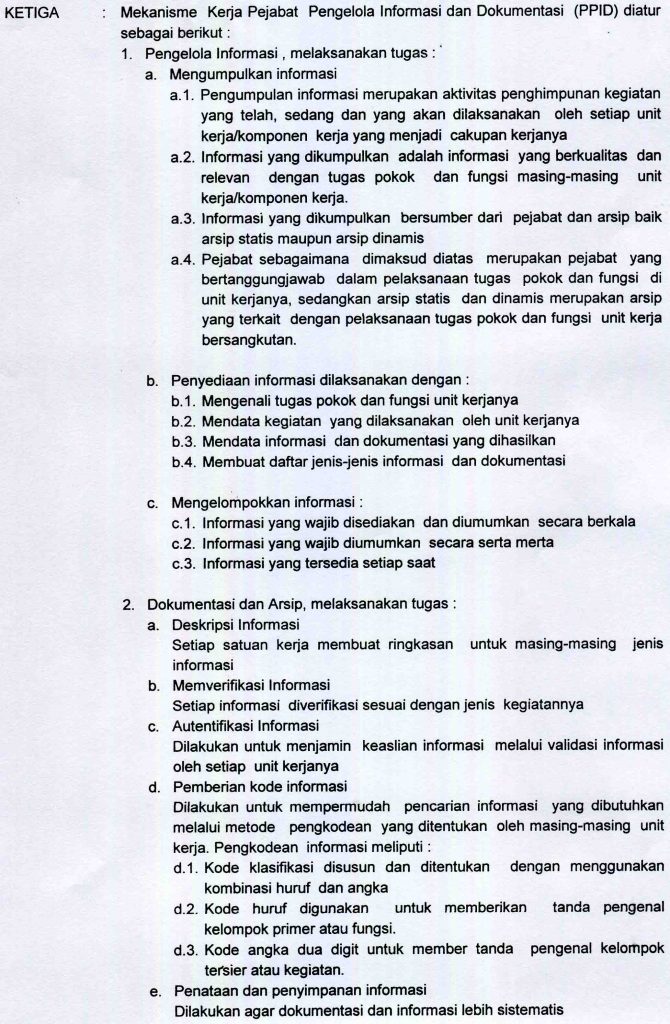 KETIGA : Mekanisme Kerja Pejabat Pengelola Informasi dan Dokumentasi (PPID) diatur
sebagai berikut :
1. Pengelola Informasi , melaksanakan tugas :
a. Mengumpulkan informasi
a.1. Pengumpulan informasi merupakan aktivitas penghimpunan kegiatan
yang telah, sedang dan yang akan dilaksanakan oleh setiap unit
kerja/komponen kerja yang menjadi cakupan kerjanya
a.2. Informasi yang dikumpulkan adalah informasi yang berkualitas dan
relevan dengan tugas pokok dan fungsi masing-masing unit
kerja/komponen kerja.
a.3. Informasi yang dikumpulkan bersumber dari pejabat dan arsip baik
arsip statis maupun arsip dinamis
a.4. Pejabat sebagaimana dimaksud diatas merupakan pejabat yang
bertanggungjawab dalam pelaksanaan tugas pokok dan fungsi di
unit kerjanya, sedangkan arsip statis dan dinamis merupakan arsip
yang terkait dengan pelaksanaan tugas pokok dan fungsi unit kerja
bersangkutan.
b. Penyediaan informasi dilaksanakan dengan :
b.1. Mengenali tugas pokok dan fungsi unit kerjanya
b.2. Mendata kegiatan yang dilaksanakan oleh unit kerjanya
b.3. Mendata informasi dan dokumentasi yang dihasilkan
b.4. Membuat daftar jenis-jenis informasi dan dokumentasi
c. Mengelompokkan informasi :
c.1. Informasi yang wajib disediakan dan diumumkan secara berkala
c.2. Informasi yang wajib diumumkan secara serta merta
c.3. Informasi yang tersedia setiap saat
2. Dokumentasi dan Arsip, melaksanakan tugas :
a. Deskripsi Informasi
Setiap satuan kerja membuat ringkasan untuk masing-masing jenis
informasi
b. Memverifikasi Informasi
Setiap informasi diverifikasi sesuai dengan jenis kegiatannya
c. Autentifikasi Informasi
Dilakukan untuk menjamin keaslian informasi melalui validasi informasi
oleh setiap unit kerjanya
d. Pemberian kode informasi
Dilakukan untuk mempermudah pencarian informasi yang dibutuhkan
melalui metode pengkodean yang ditentukan oleh masing-masing unit
kerja. Pengkodean informasi meliputi :
d.1. Kode klasifikasi disusun dan ditentukan dengan menggunakan
kombinasi huruf dan angka
d.2. Kode huruf digunakan untuk memberikan tanda pengenal
kelompok primer atau fungsi.
d.3. Kode angka dua digit untuk member tanda pengenal kelompok
tersier atau kegiatan.
e. Penataan dan penyimpanan informasi
Dilakukan agar dokumentasi dan informasi lebih sistematis